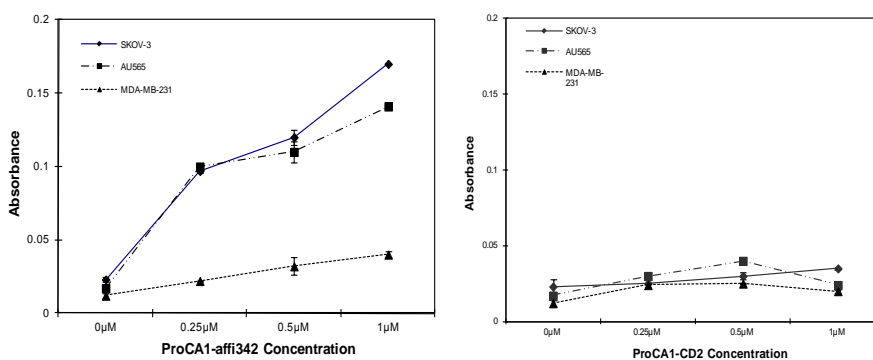 0.2
0.15
0.1
0.05
0
Absorbance
SKOV-3
AU565
MDA-MB-231
0µM
0.25µM
0.5µM
1µM
ProCA1-affi342 Concentration
0.2
0.15
0.1
0.05
0
Absorbance
SKOV-3
AU565
MDA-MB-
231
0µM
0.25µM
0.5µM
1µM
ProCA1-CD2 Concentration